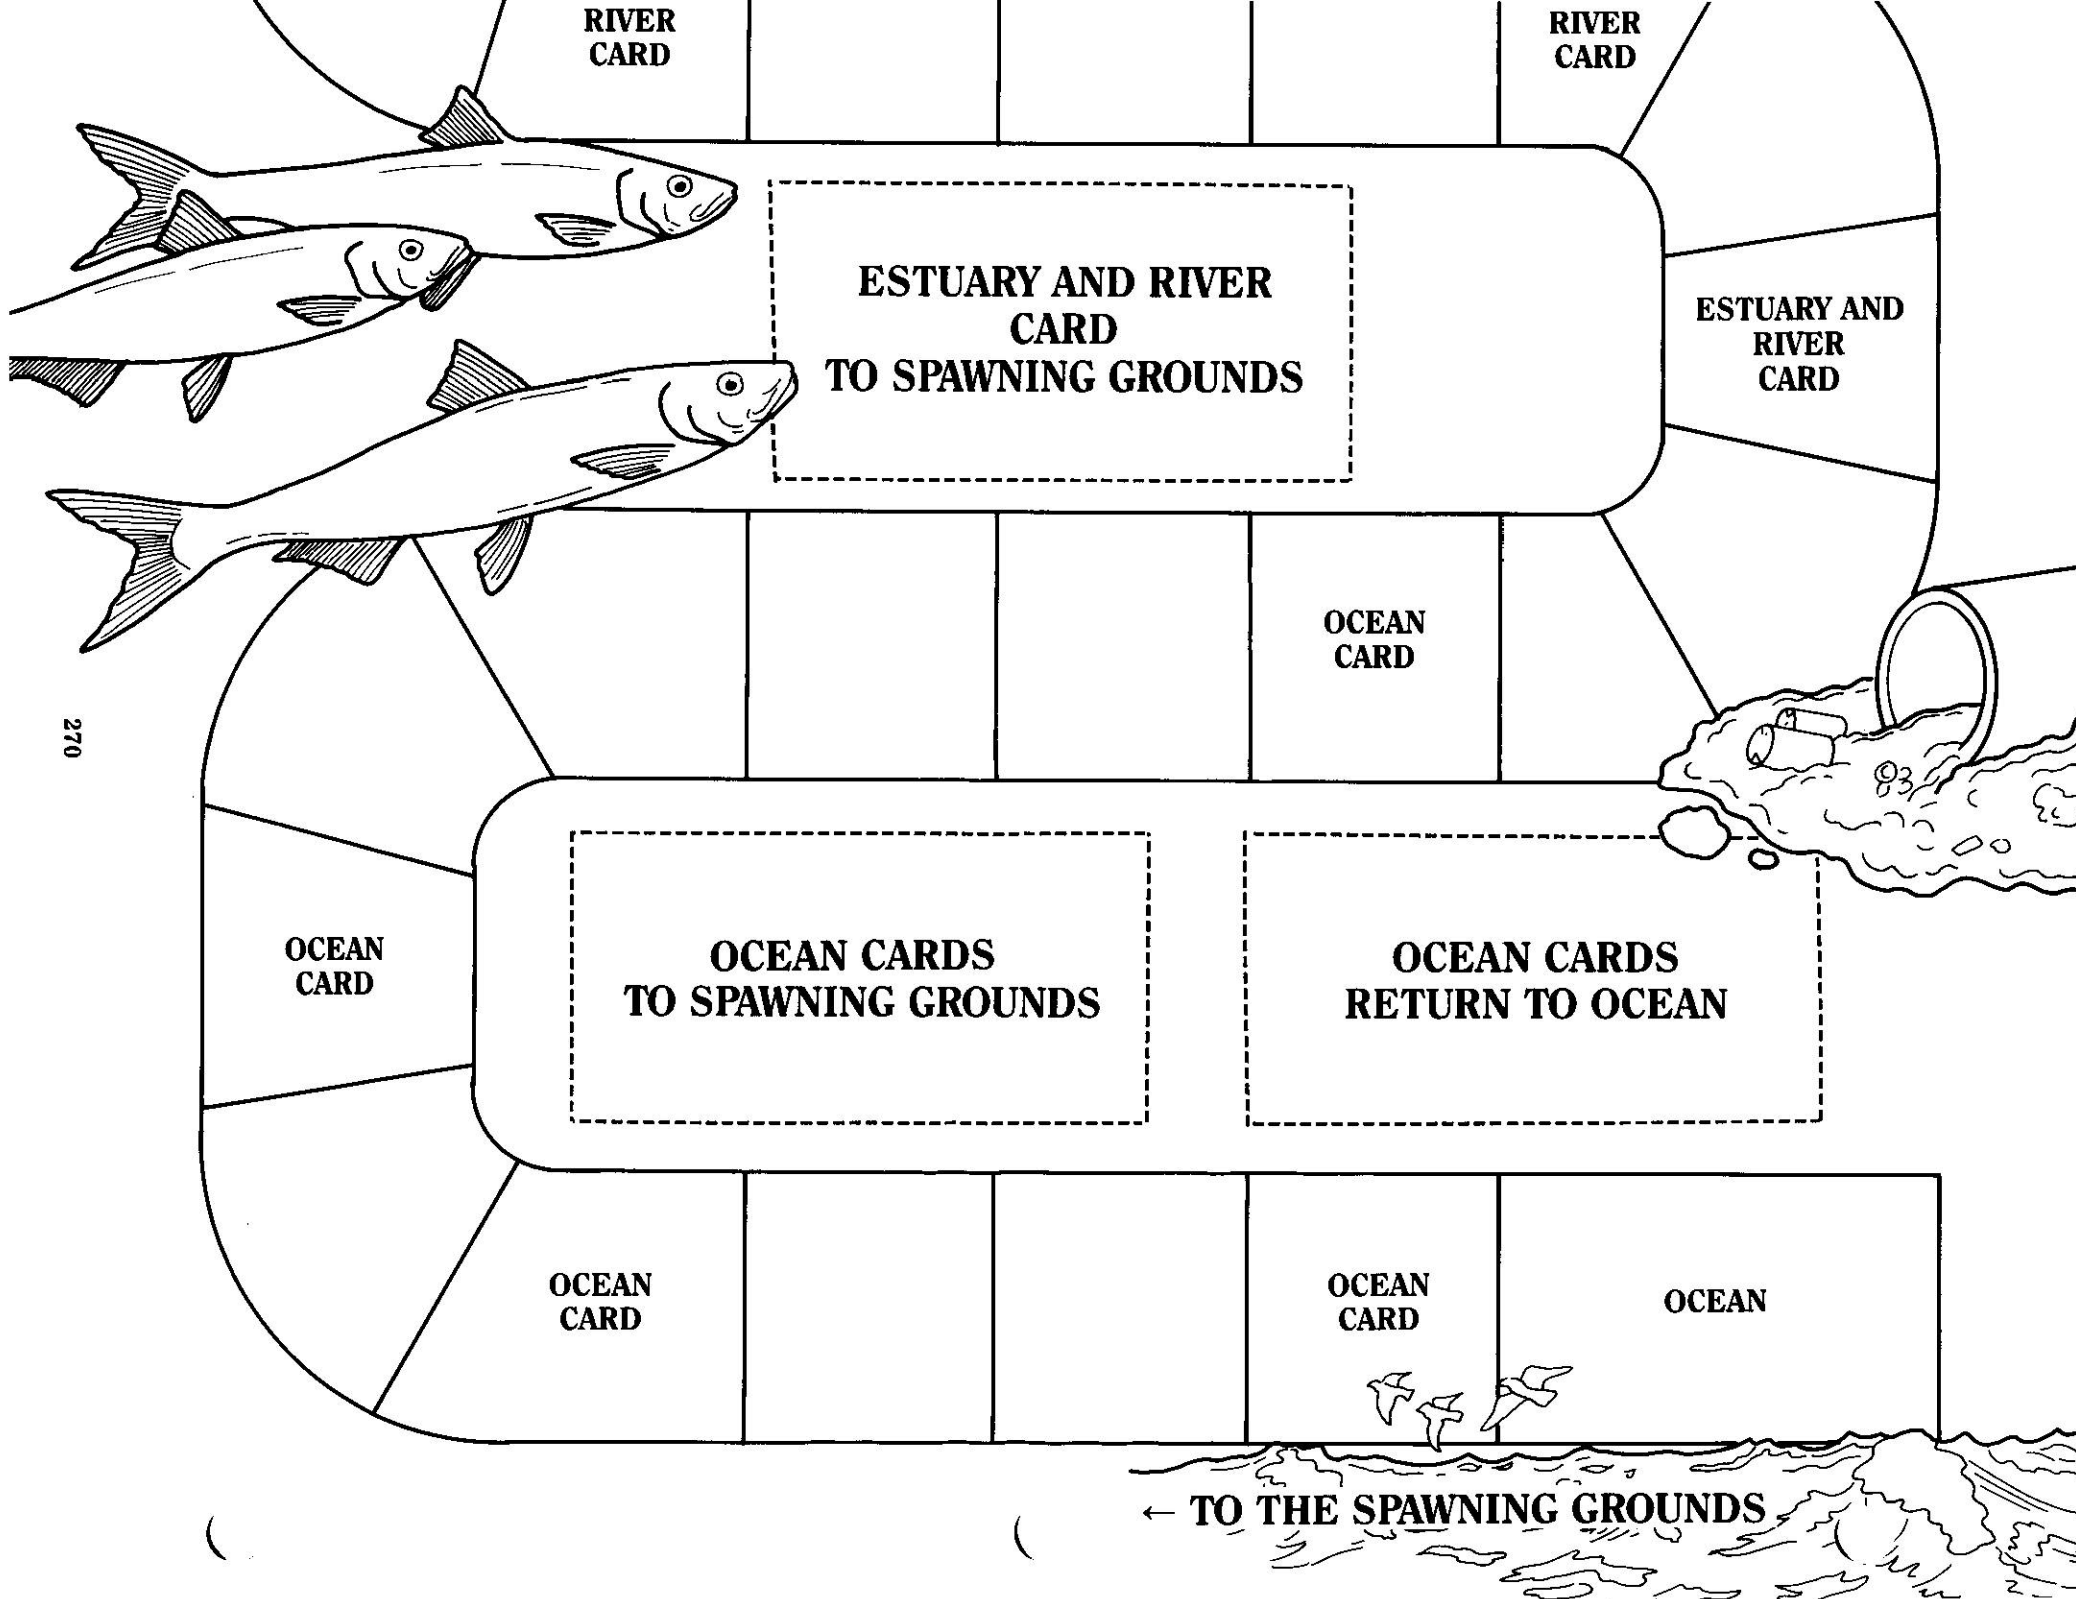 RIVER
CARD
RIVER
CARD
ESTUARY AND RIVER
CARD
TO SPAWNING GROUNDS
ESTUARY AND
RIVER
CARD
OCEAN
CARD
270
OCEAN
CARD
OCEAN CARDS
TO SPAWNING GROUNDS
OCEAN CARDS
RETURN TO OCEAN
OCEAN
CARD
OCEAN
CARD
OCEAN
← TO THE SPAWNING GROUNDS